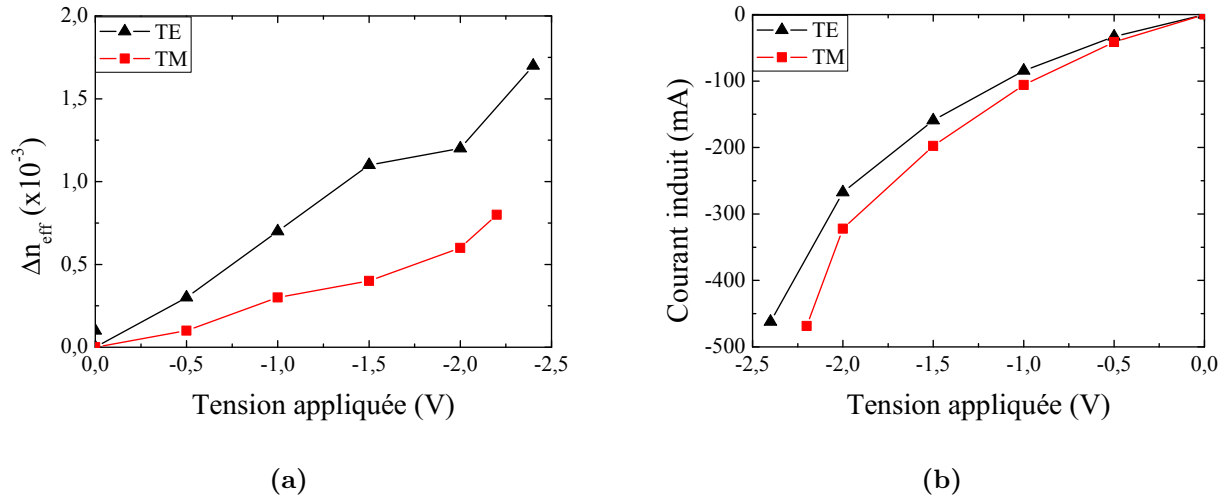 2,0
1,5
1,0
0,5
0,0
Δn_eff (x10^-3)
TE
TM
0,0 -0,5 -1,0 -1,5 -2,0 -2,5
Tension appliquée (V)
(a)
0
-100
-200
-300
-400
-500
Courant induit (mA)
TE
TM
-2,5 -2,0 -1,5 -1,0 -0,5 0,0
Tension appliquée (V)
(b)